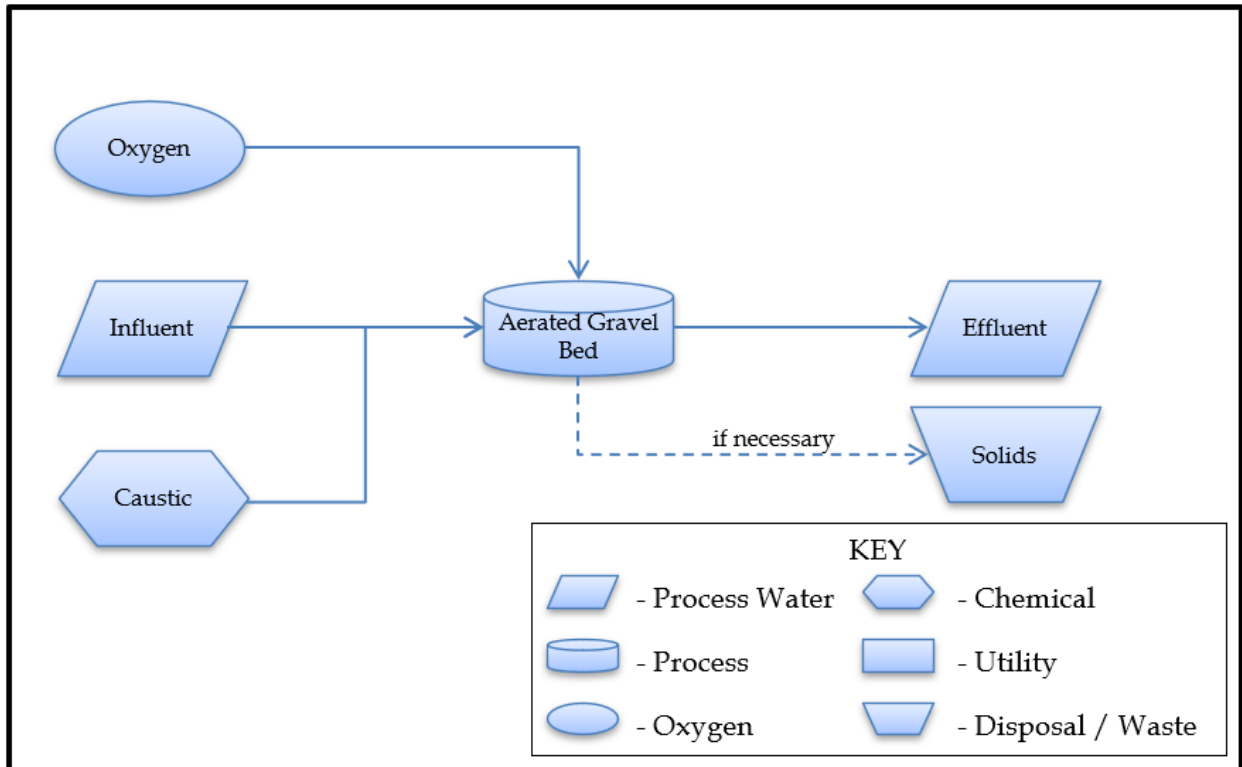 Oxygen
Influent
Aerated Gravel
Bed
Effluent
if necessary
Solids
Caustic
KEY
- Process Water
- Chemical
- Process
- Utility
- Oxygen
- Disposal / Waste